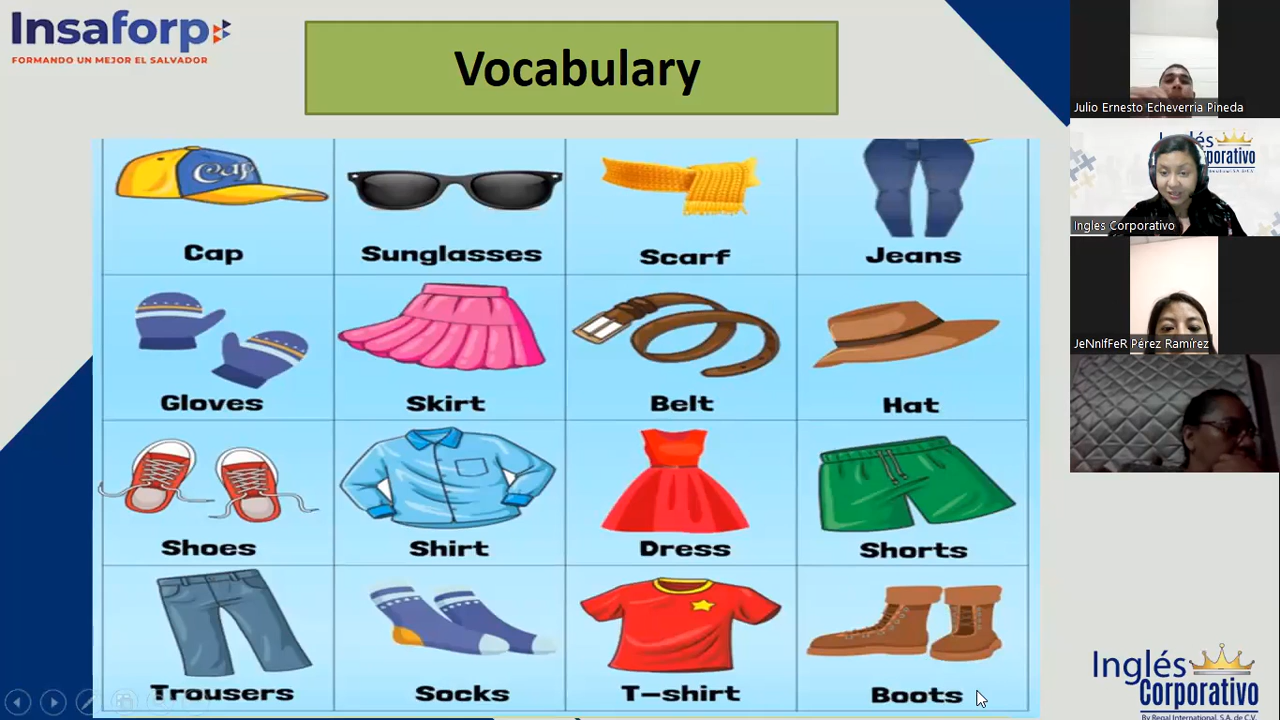 Insaforp
FORMANDO UN MEJOR EL SALVADOR
Vocabulary
Cap
Cap
Sunglasses
Scarf
Jeans
Gloves
Skirt
Belt
Hat
Shoes
Shirt
Dress
Shorts
Trousers
Socks
T-shirt
Boots
Julio Ernesto Echeverria Pineda
Ingles Corporativo
JeNnIfFeR Pérez Ramírez
Inglés
Corporativo
By Regal International, S.A. de C.V.